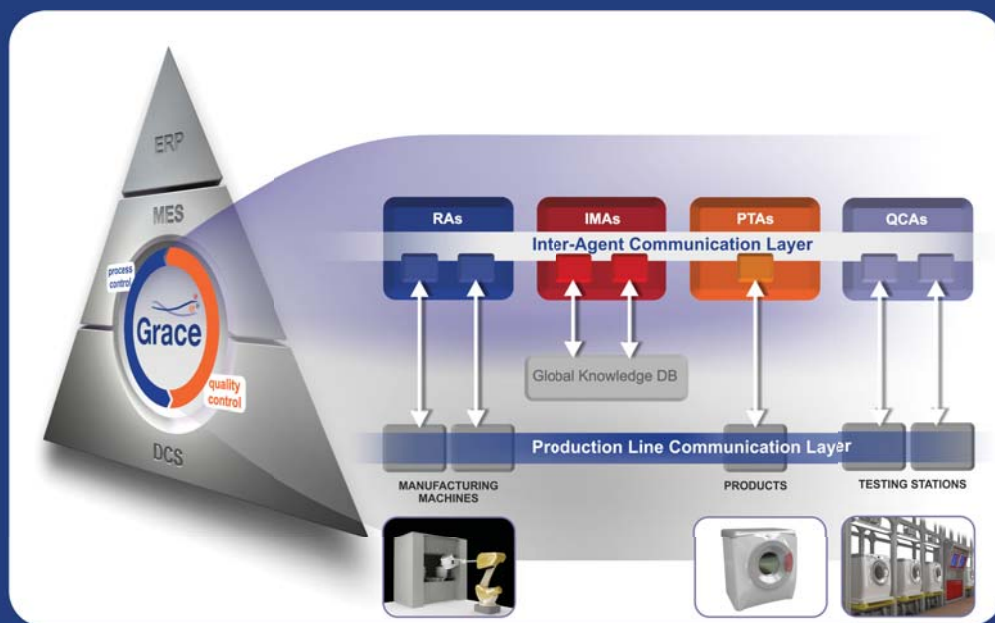 ERP
MES
process
control
Grace
quality
control
DCS
RAs
IMAs
PTAs
QCAs
Inter-Agent Communication Layer
Global Knowledge DB
Production Line Communication Layer
MANUFACTURING
MACHINES
PRODUCTS
TESTING STATIONS